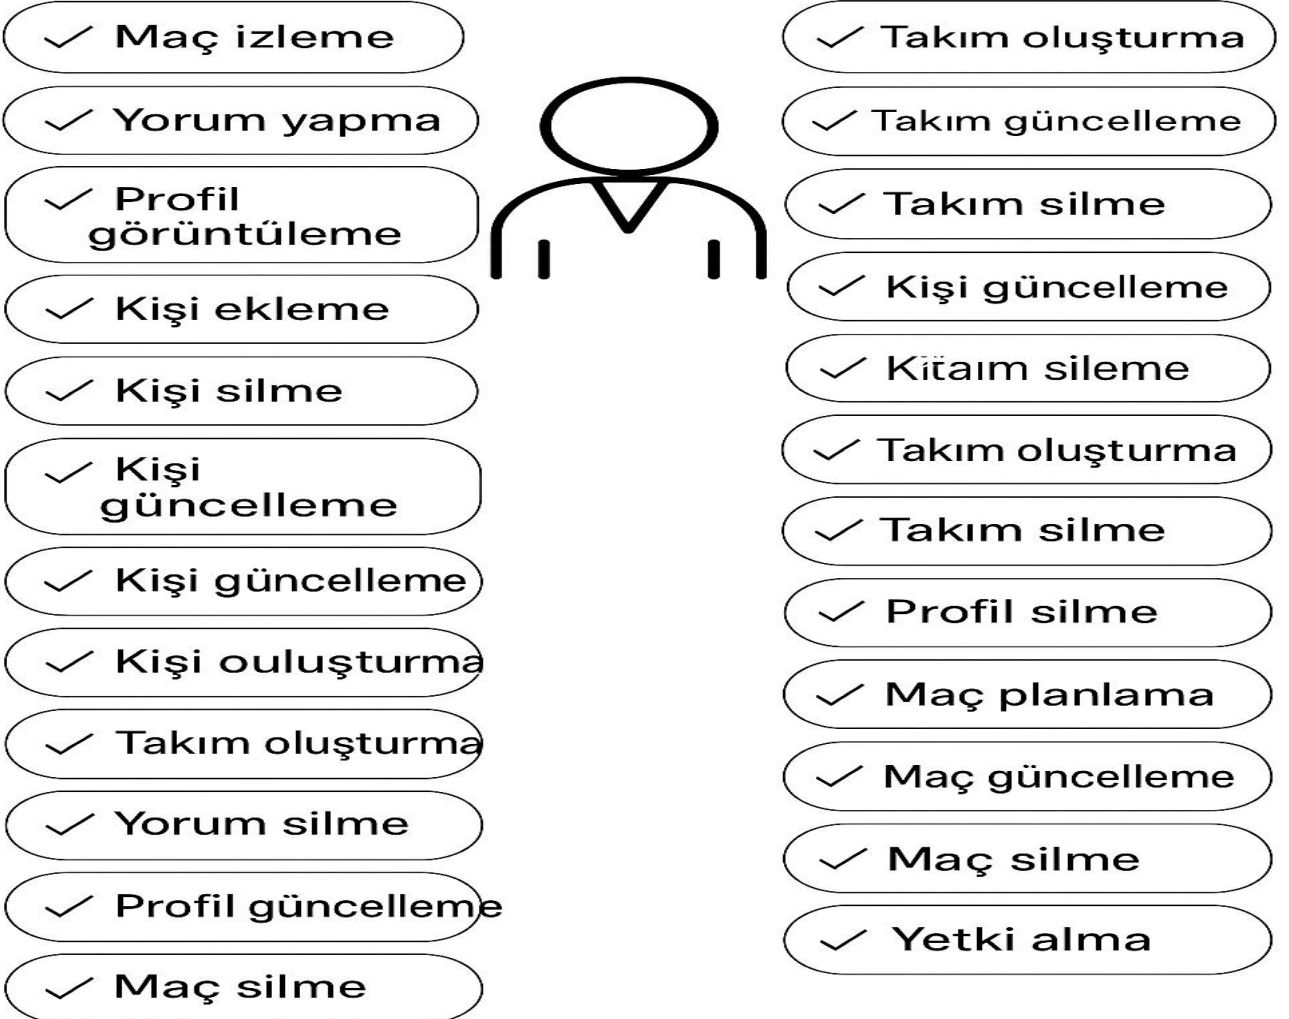 Maç izleme
Yorum yapma
Profil
görüntüleme
Kişi ekleme
Kişi silme
Kişi
güncelleme
Kişi güncelleme
Kişi ouluşturma
Takım oluşturma
Yorum silme
Profil güncelleme
Maç silme
Takım oluşturma
Takım güncelleme
Takım silme
Kişi güncelleme
sileme
Takım oluşturma
Takım silme
Profil silme
Maç planlama
Maç güncelleme
Maç silme
Yetki alma